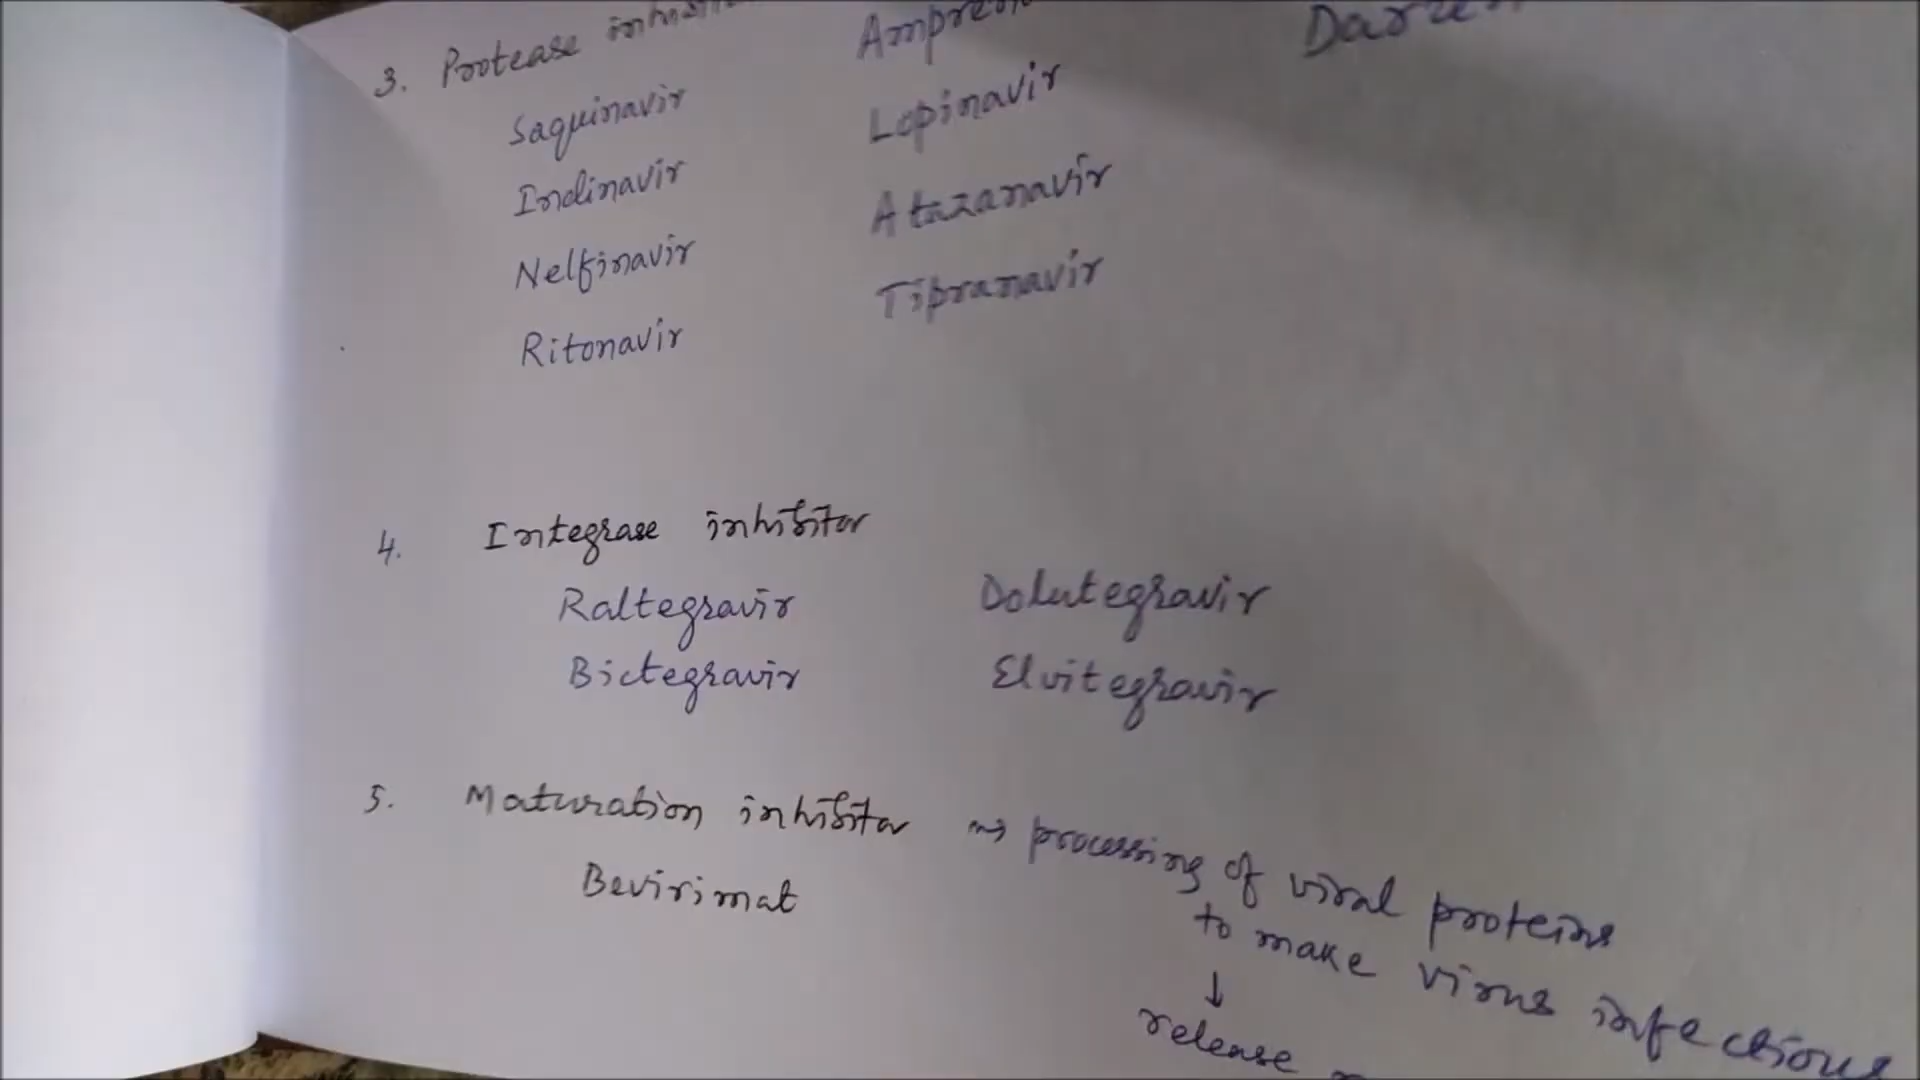 3. Protease
Saquinavir
Indinavir
Nelfinavir
Ritonavir
Lopinavir
Atazanavir
Tipranavir
4. Integrase inhibitor
Raltegravir Dolutegravir
Bictegravir Elvitegravir
5. Maturation inhibitor → processing of viral proteins
to make virus infectious
Bevirimat
↓
release